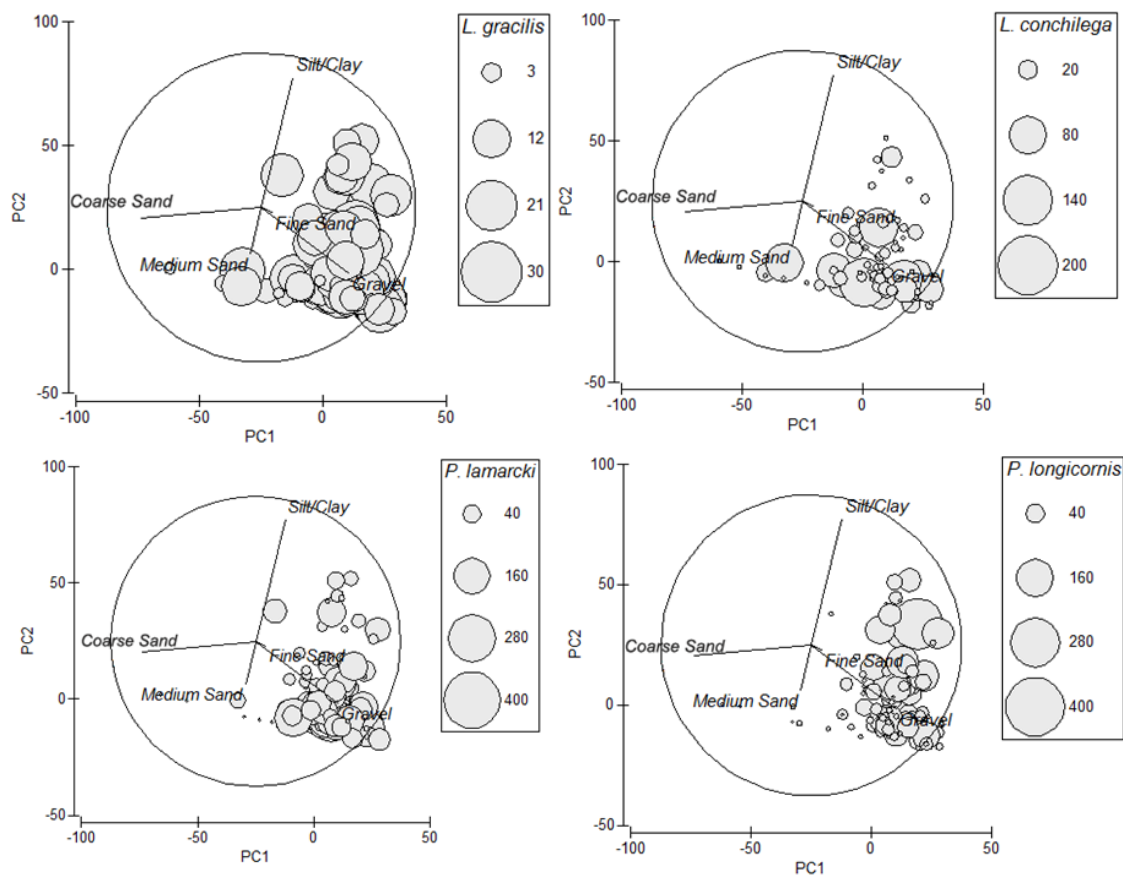 100
50
0
-50
PC2
-100
-50
0
50
PC1
Silt/Clay
Coarse Sand
Fine Sand
Medium Sand
Gravel
L. gracilis
3
12
21
30
100
50
0
-50
PC2
-100
-50
0
50
PC1
Silt/Clay
Coarse Sand
Fine Sand
Medium Sand
Gravel
L. conchilega
20
80
140
200
100
50
0
-50
PC2
-100
-50
0
50
PC1
Silt/Clay
Coarse Sand
Fine Sand
Medium Sand
Gravel
P. lamarcki
40
160
280
400
100
50
0
-50
PC2
-100
-50
0
50
PC1
Silt/Clay
Coarse Sand
Fine Sand
Medium Sand
Gravel
P. longicornis
40
160
280
400